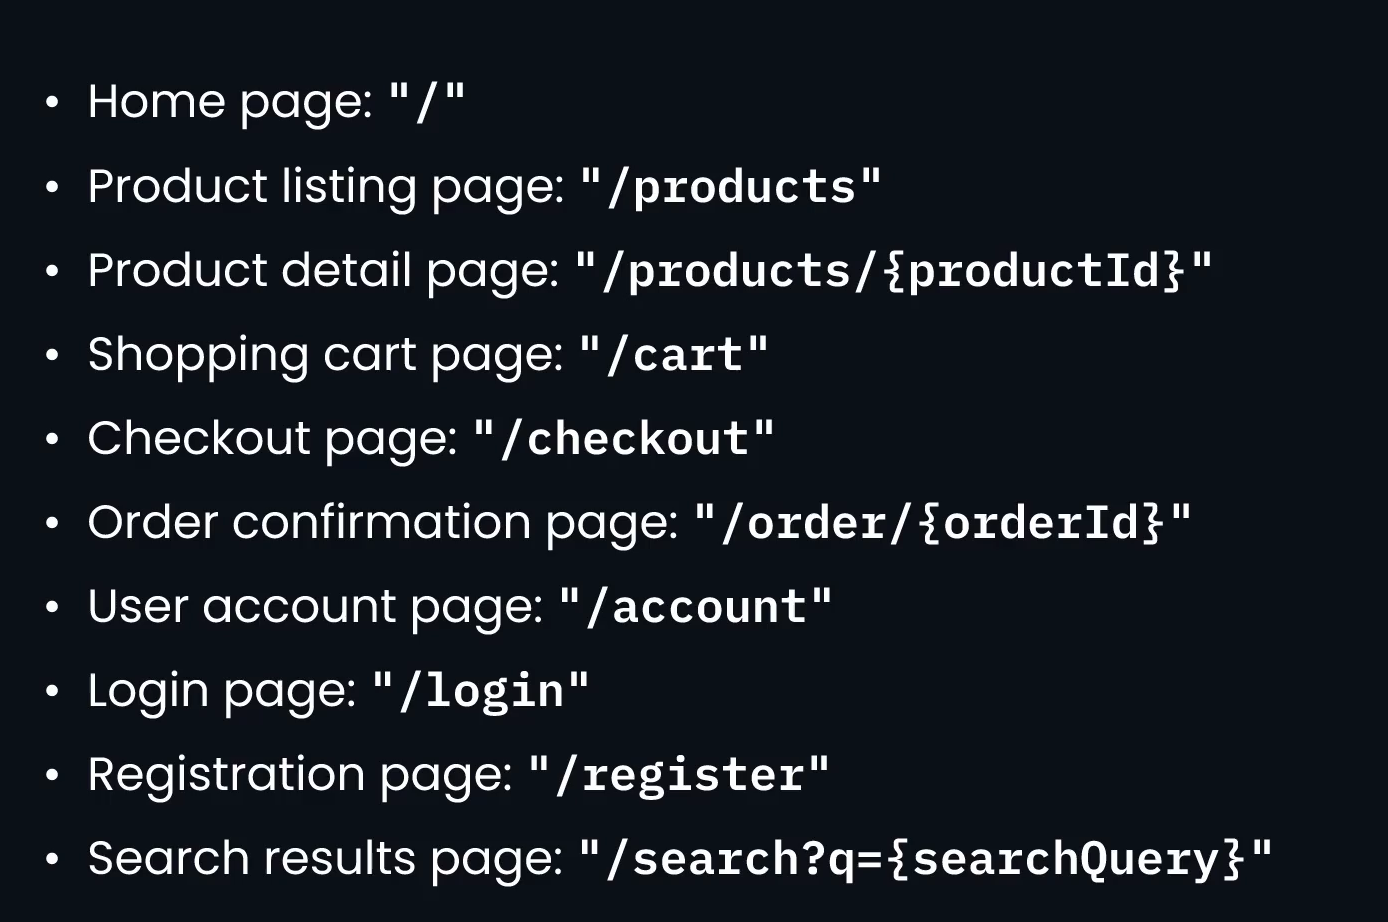 • Home page: "/"
• Product listing page: "/products"
• Product detail page: "/products/{productId}"
• Shopping cart page: "/cart"
• Checkout page: "/checkout"
• Order confirmation page: "/order/{orderId}"
• User account page: "/account"
• Login page: "/login"
• Registration page: "/register"
• Search results page: "/search?q={searchQuery}"